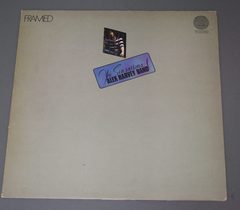 FRAMED
The Sensational
ALEX HARVEY BAND